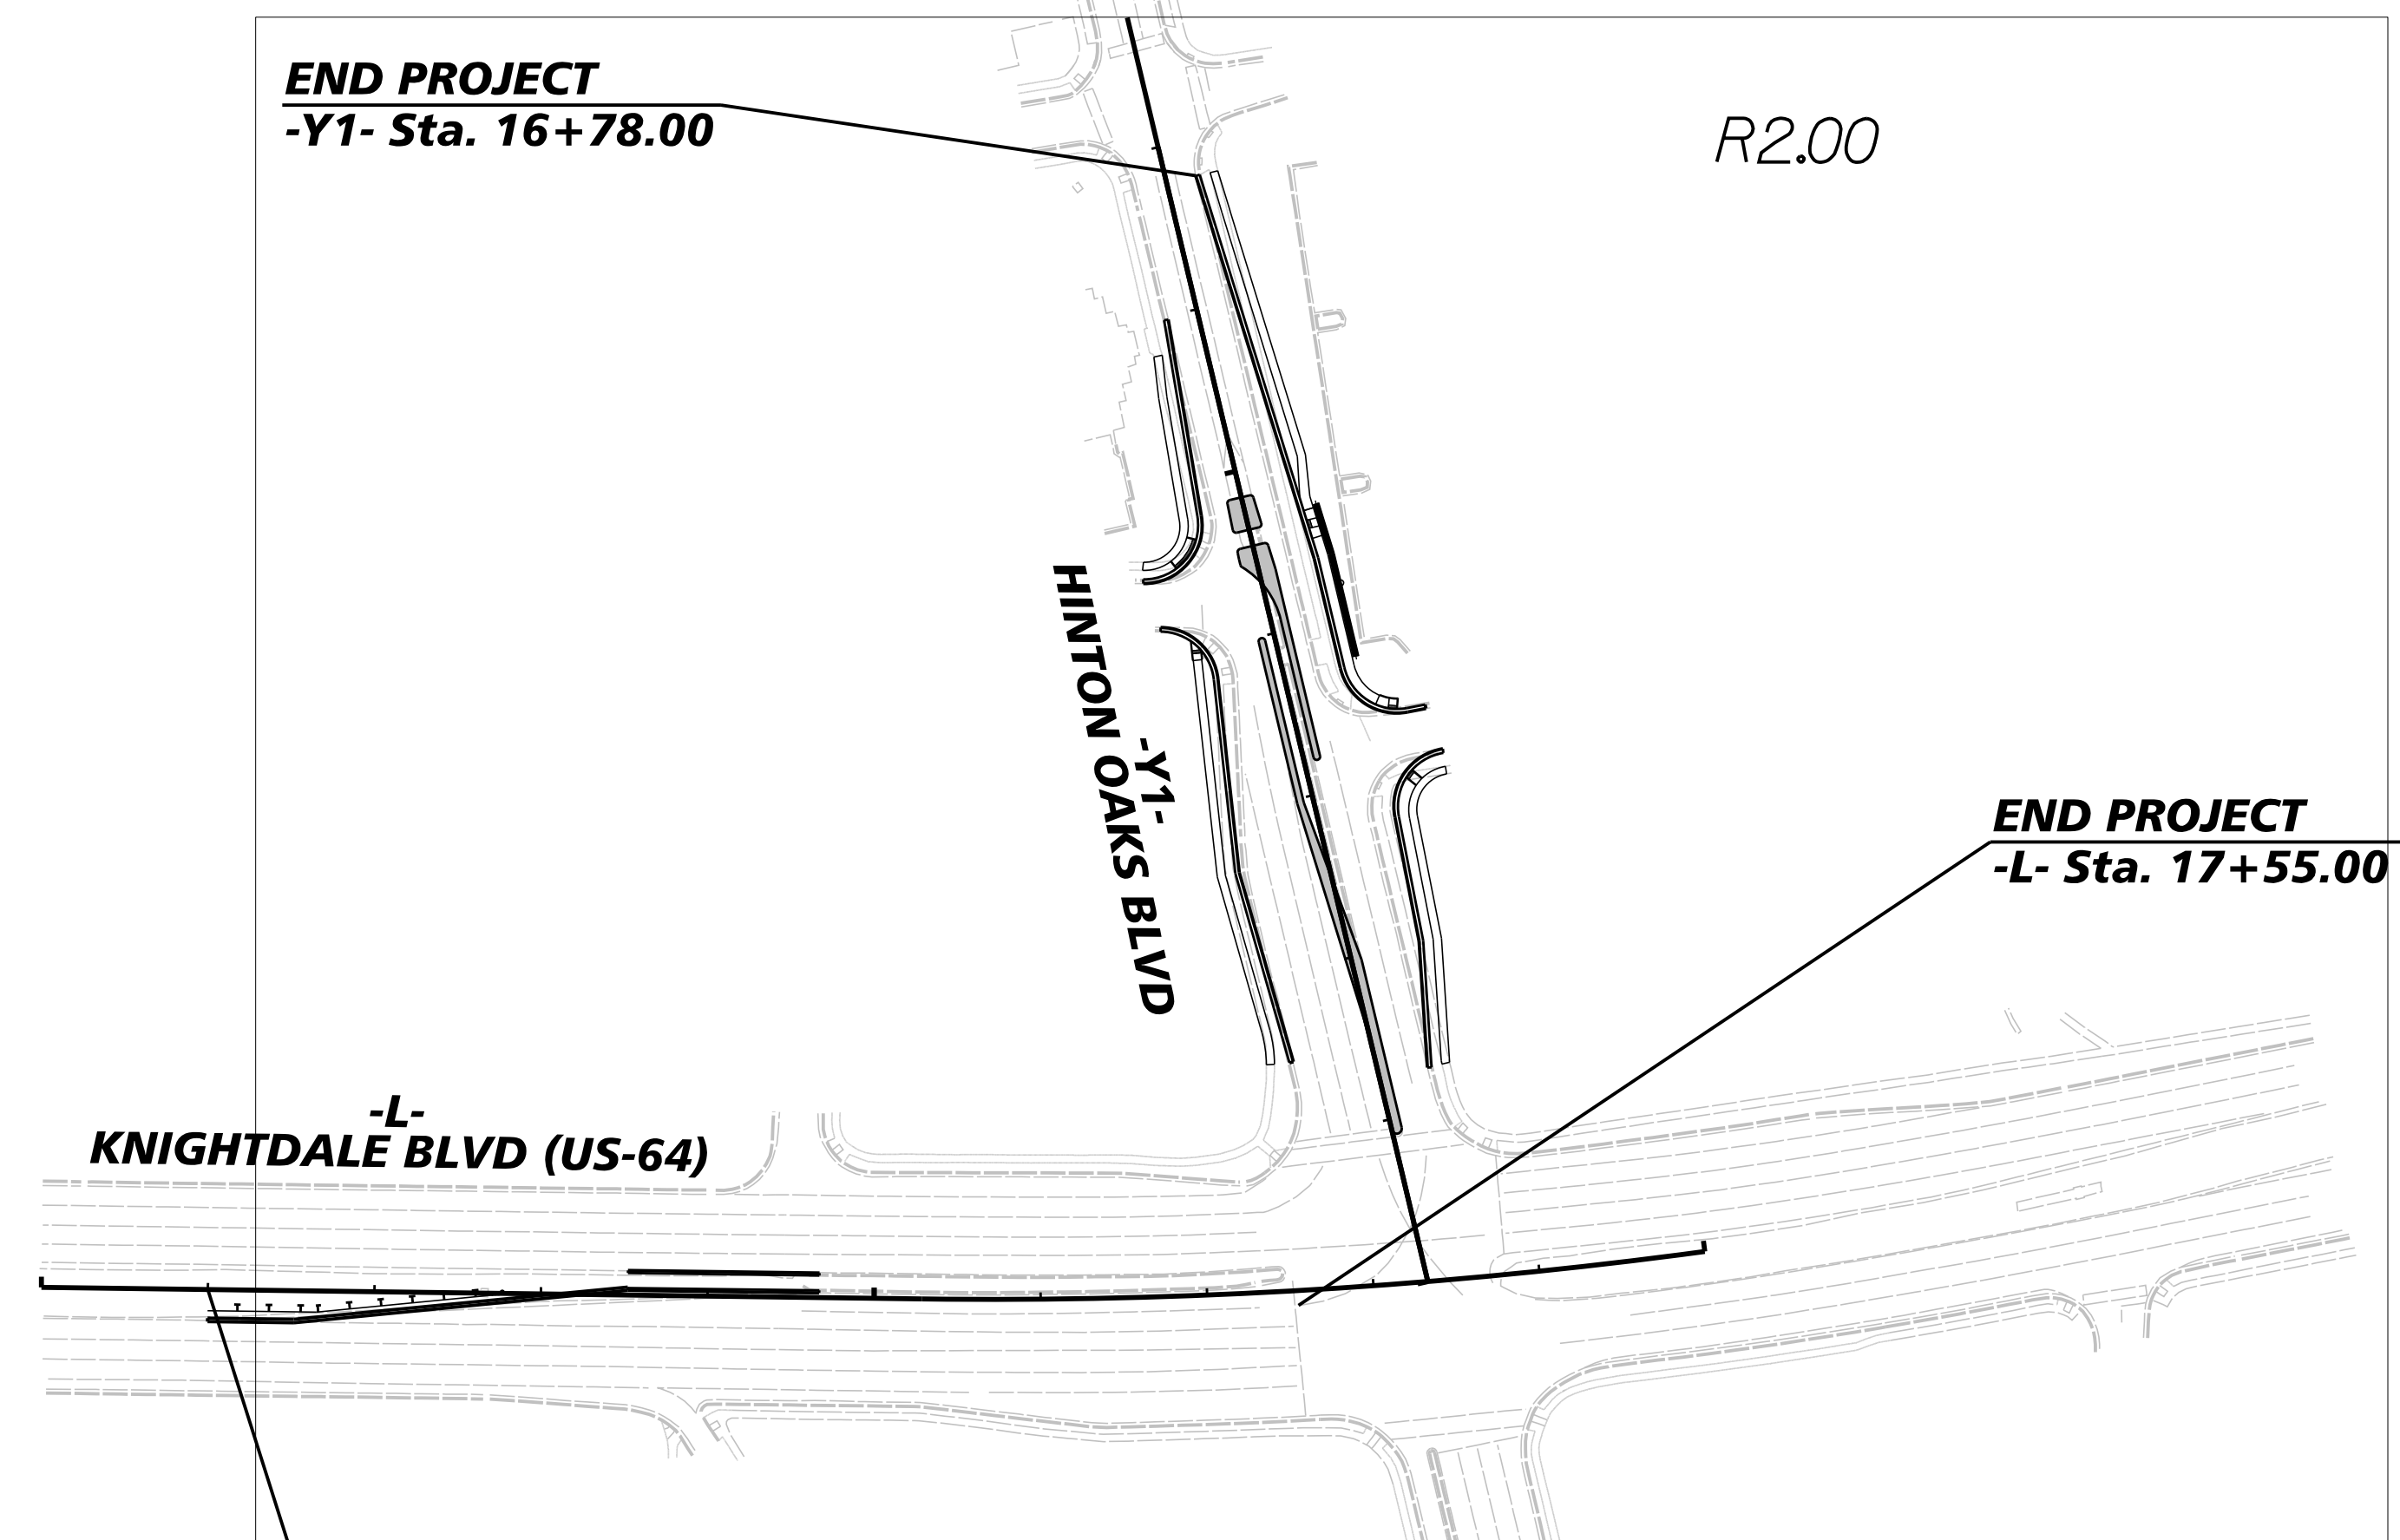 END PROJECT
-Y1- Sta. 16+78.00
R2.00
HINTON OAKS BLVD
-Y1-
END PROJECT
-L- Sta. 17+55.00
-L-
KNIGHTDALE BLVD (US-64)